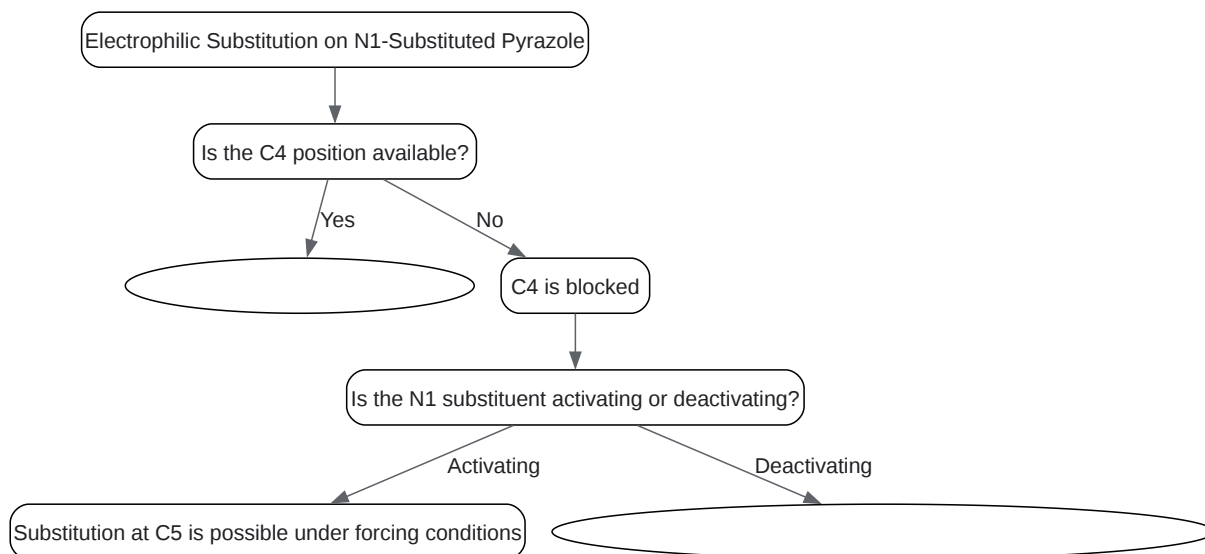 Electrophilic Substitution on N1-Substituted Pyrazole
Is the C4 position available?
Yes
No
C4 is blocked
Is the N1 substituent activating or deactivating?
Activating
Deactivating
Substitution at C5 is possible under forcing conditions